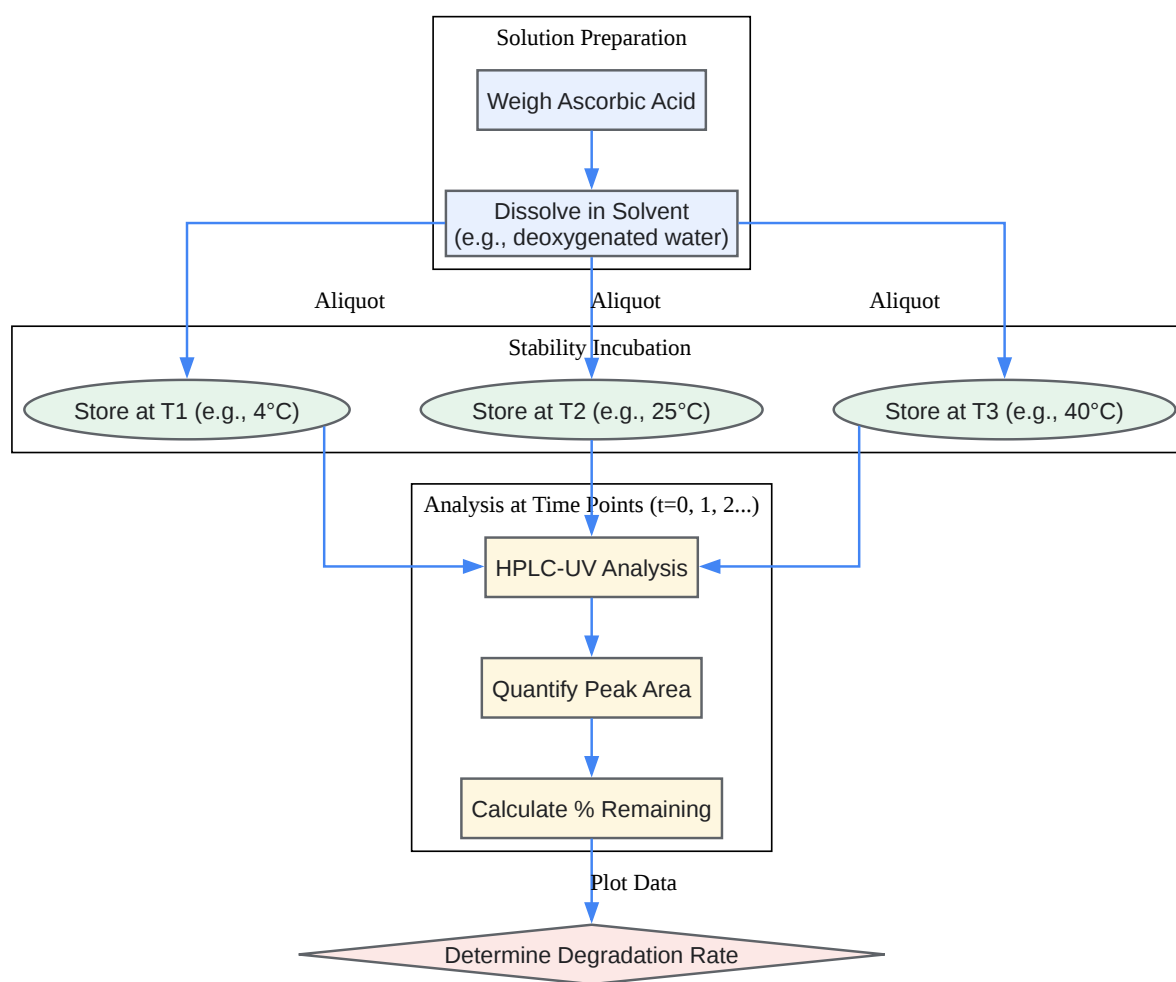 Solution Preparation
Weigh Ascorbic Acid
Dissolve in Solvent
(e.g., deoxygenated water)
Aliquot
Aliquot
Aliquot
Stability Incubation
Store at T1 (e.g., 4°C)
Store at T2 (e.g., 25°C)
Store at T3 (e.g., 40°C)
Analysis at Time Points (t=0, 1, 2...)
HPLC-UV Analysis
Quantify Peak Area
Calculate % Remaining
Plot Data
Determine Degradation Rate